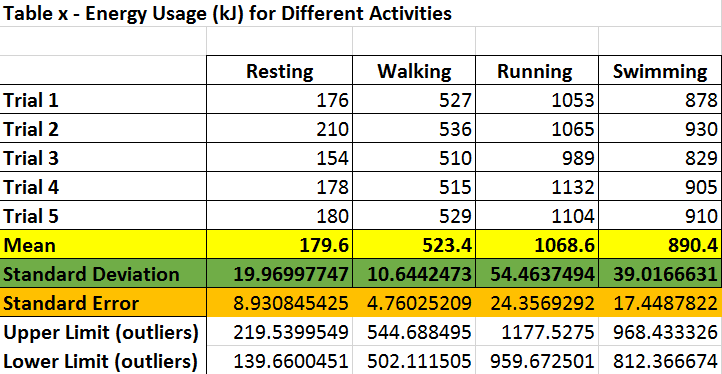 Table x - Energy Usage (kJ) for Different Activities
Resting Walking Running Swimming
Trial 1 176 527 1053 878
Trial 2 210 536 1065 930
Trial 3 154 510 989 829
Trial 4 178 515 1132 905
Trial 5 180 529 1104 910
Mean 179.6 523.4 1068.6 890.4
Standard Deviation 19.96997747 10.6442473 54.4637494 39.0166631
Standard Error 8.930845425 4.76025209 24.3569292 17.4487822
Upper Limit (outliers) 219.5399549 544.688495 1177.5275 968.433326
Lower Limit (outliers) 139.6600451 502.111505 959.672501 812.366674